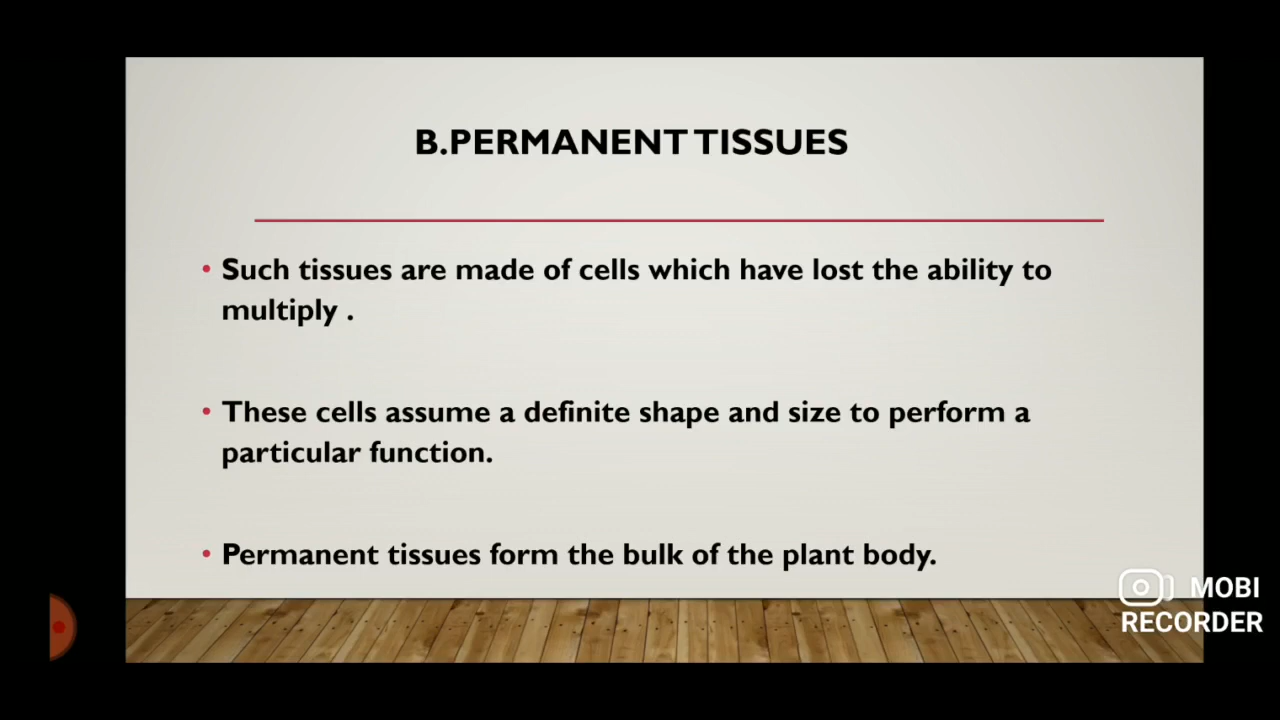 B.PERMANENT TISSUES
• Such tissues are made of cells which have lost the ability to
multiply .
• These cells assume a definite shape and size to perform a
particular function.
• Permanent tissues form the bulk of the plant body.
MOBI
RECORDER